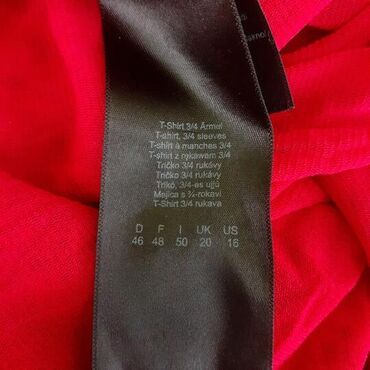 T-Shirt 3/4 Ärmel
T-shirt, 3/4 sleeves
T-shirt à manches 3/4
T-shirt z rękawem 3/4
Tričko 3/4 rukávy
Tričko 3/4 rukávy
Trikó, 3/4-es ujjú
Majica s ¾-rokavi
T-Shirt 3/4 rukava
D F I UK US
46 48 50 20 16